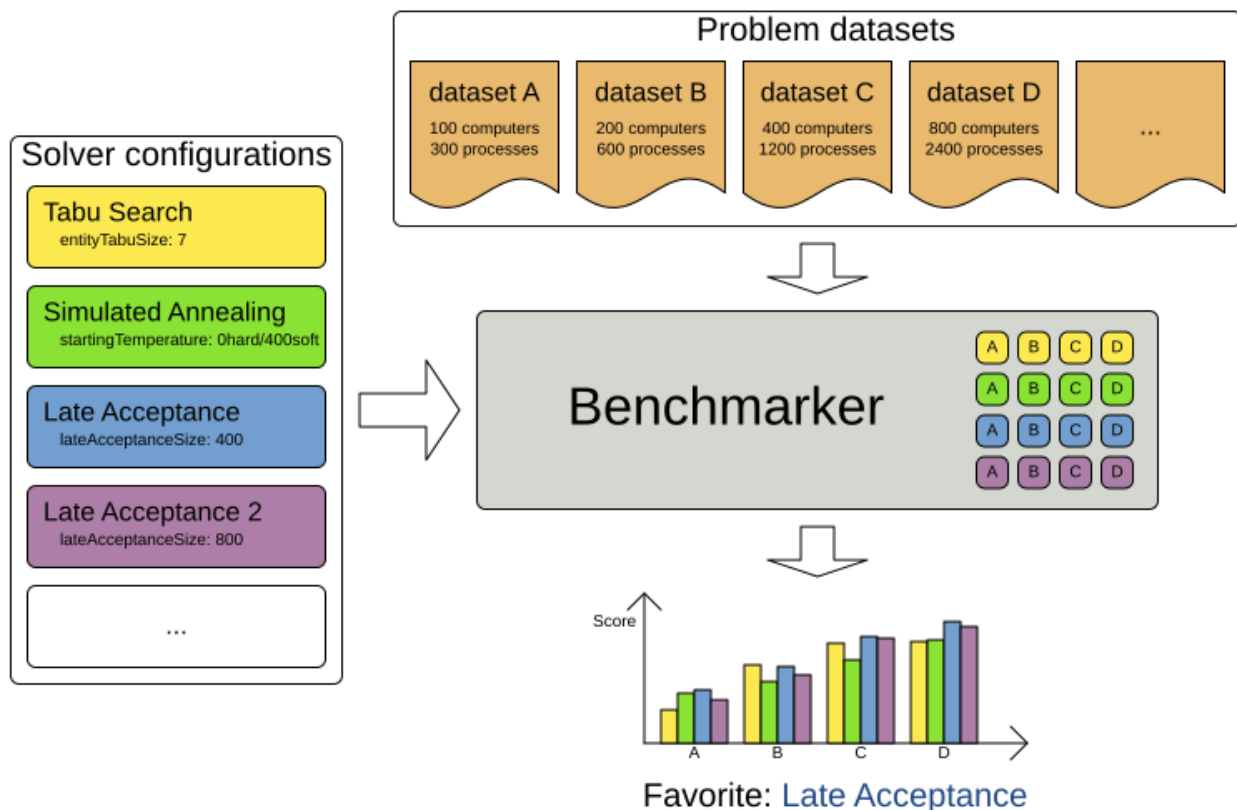 Problem datasets
dataset A
100 computers
300 processes
dataset B
200 computers
600 processes
dataset C
400 computers
1200 processes
dataset D
800 computers
2400 processes
...
Solver configurations
Tabu Search
entityTabuSize: 7
Simulated Annealing
startingTemperature: 0hard/400soft
Late Acceptance
lateAcceptanceSize: 400
Late Acceptance 2
lateAcceptanceSize: 800
...
Benchmarker
A B C D
A B C D
A B C D
A B C D
Score
A B C D
Favorite: Late Acceptance